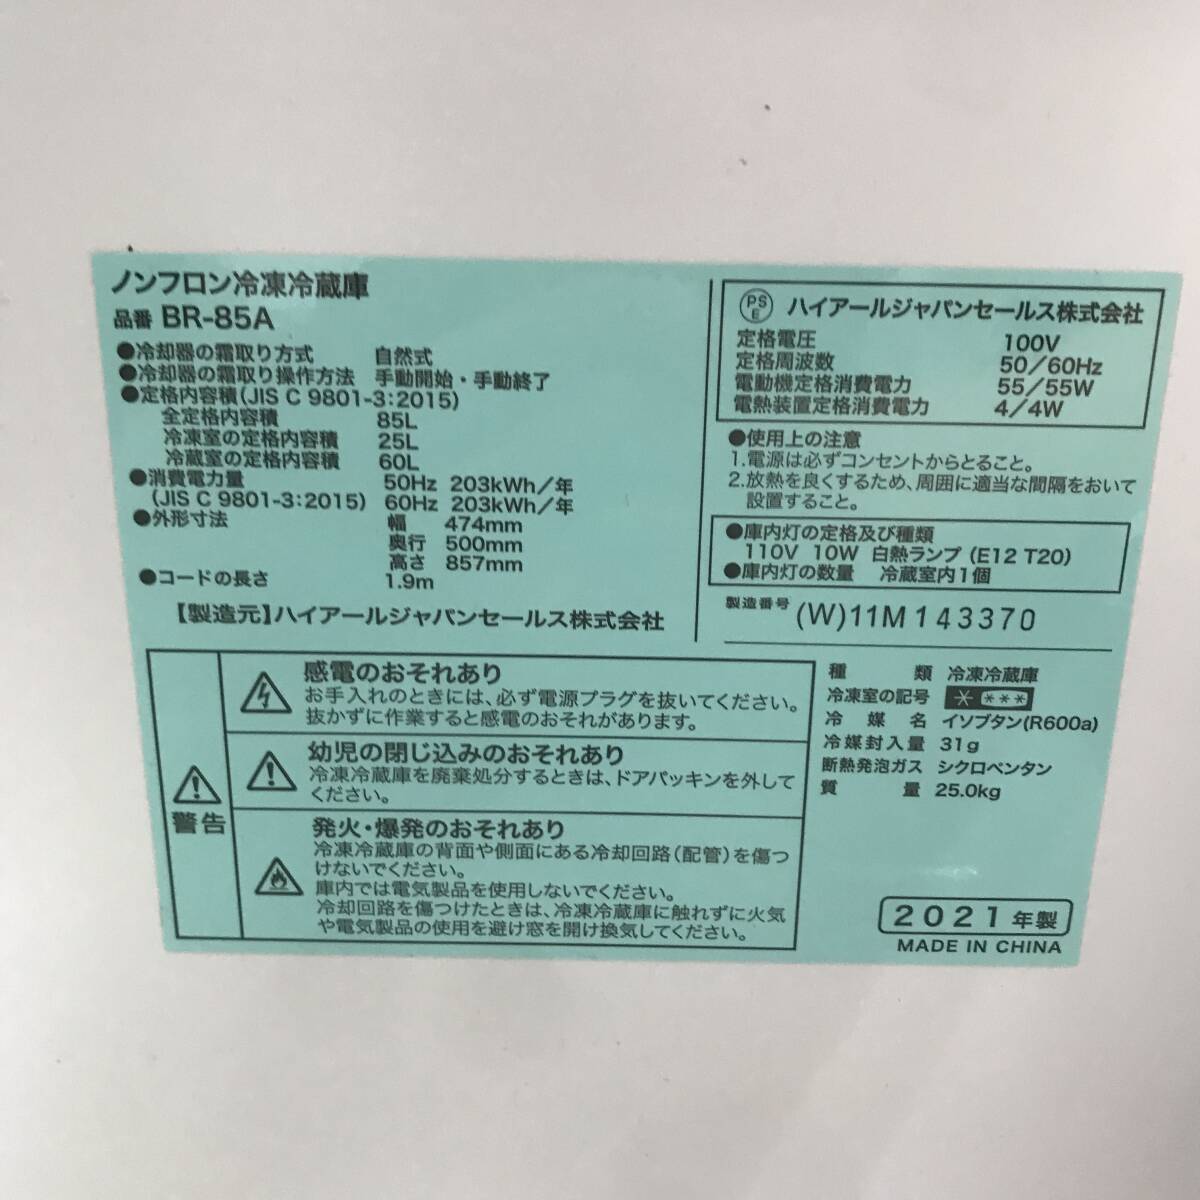 ノンフロン冷凍冷蔵庫
品番 BR-85A
●冷却器の霜取り方式 自然式
●冷却器の霜取り操作方法 手動開始・手動終了
●定格内容積(JIS C 9801-3:2015)
全定格内容積 85L
冷凍室の定格内容積 25L
冷蔵室の定格内容積 60L
●消費電力量 50Hz 203kWh/年
(JIS C 9801-3:2015) 60Hz 203kWh/年
●外形寸法 幅 474mm
奥行 500mm
高さ 857mm
●コードの長さ 1.9m
【製造元】ハイアールジャパンセールス株式会社
PS
E
ハイアールジャパンセールス株式会社
定格電圧 100V
定格周波数 50/60Hz
電動機定格消費電力 55/55W
電熱装置定格消費電力 4/4W
●使用上の注意
1.電源は必ずコンセントからとること。
2.放熱を良くするため、周囲に適当な間隔をおいて
設置すること。
●庫内灯の定格及び種類
110V 10W 白熱ランプ (E12 T20)
●庫内灯の数量 冷蔵室内1個
製造番号 (W)11M143370
警告
感電のおそれあり
お手入れのときには、必ず電源プラグを抜いてください。
抜かずに作業すると感電のおそれがあります。
幼児の閉じ込みのおそれあり
冷凍冷蔵庫を廃棄処分するときは、ドアパッキンを外して
ください。
発火・爆発のおそれあり
冷凍冷蔵庫の背面や側面にある冷却回路(配管)を傷つ
けないでください。
庫内では電気製品を使用しないでください。
冷却回路を傷つけたときは、冷凍冷蔵庫に触れずに火気
や電気製品の使用を避け窓を開け換気してください。
種類 冷凍冷蔵庫
冷凍室の記号 * ***
冷媒名 イソブタン(R600a)
冷媒封入量 31g
断熱発泡ガス シクロペンタン
質量 25.0kg
2021年製
MADE IN CHINA